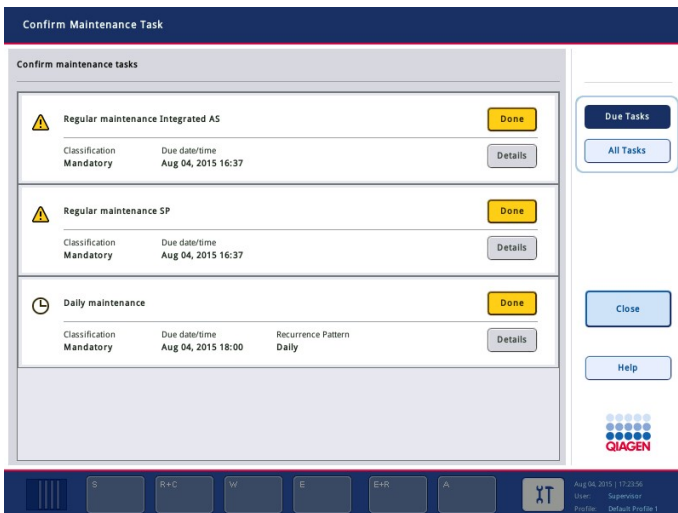 Confirm Maintenance Task
Confirm maintenance tasks
Regular maintenance Integrated AS
Done
Classification Due date/time
Mandatory Aug 04, 2015 16:37
Details
Regular maintenance SP
Done
Classification Due date/time
Mandatory Aug 04, 2015 16:37
Details
Daily maintenance
Done
Classification Due date/time Recurrence Pattern
Mandatory Aug 04, 2015 18:00 Daily
Details
Due Tasks
All Tasks
Close
Help
QIAGEN
S R+C W E E+R A
Aug 04, 2015 | 17:23:56
User: Supervisor
Profile: Default Profile 1